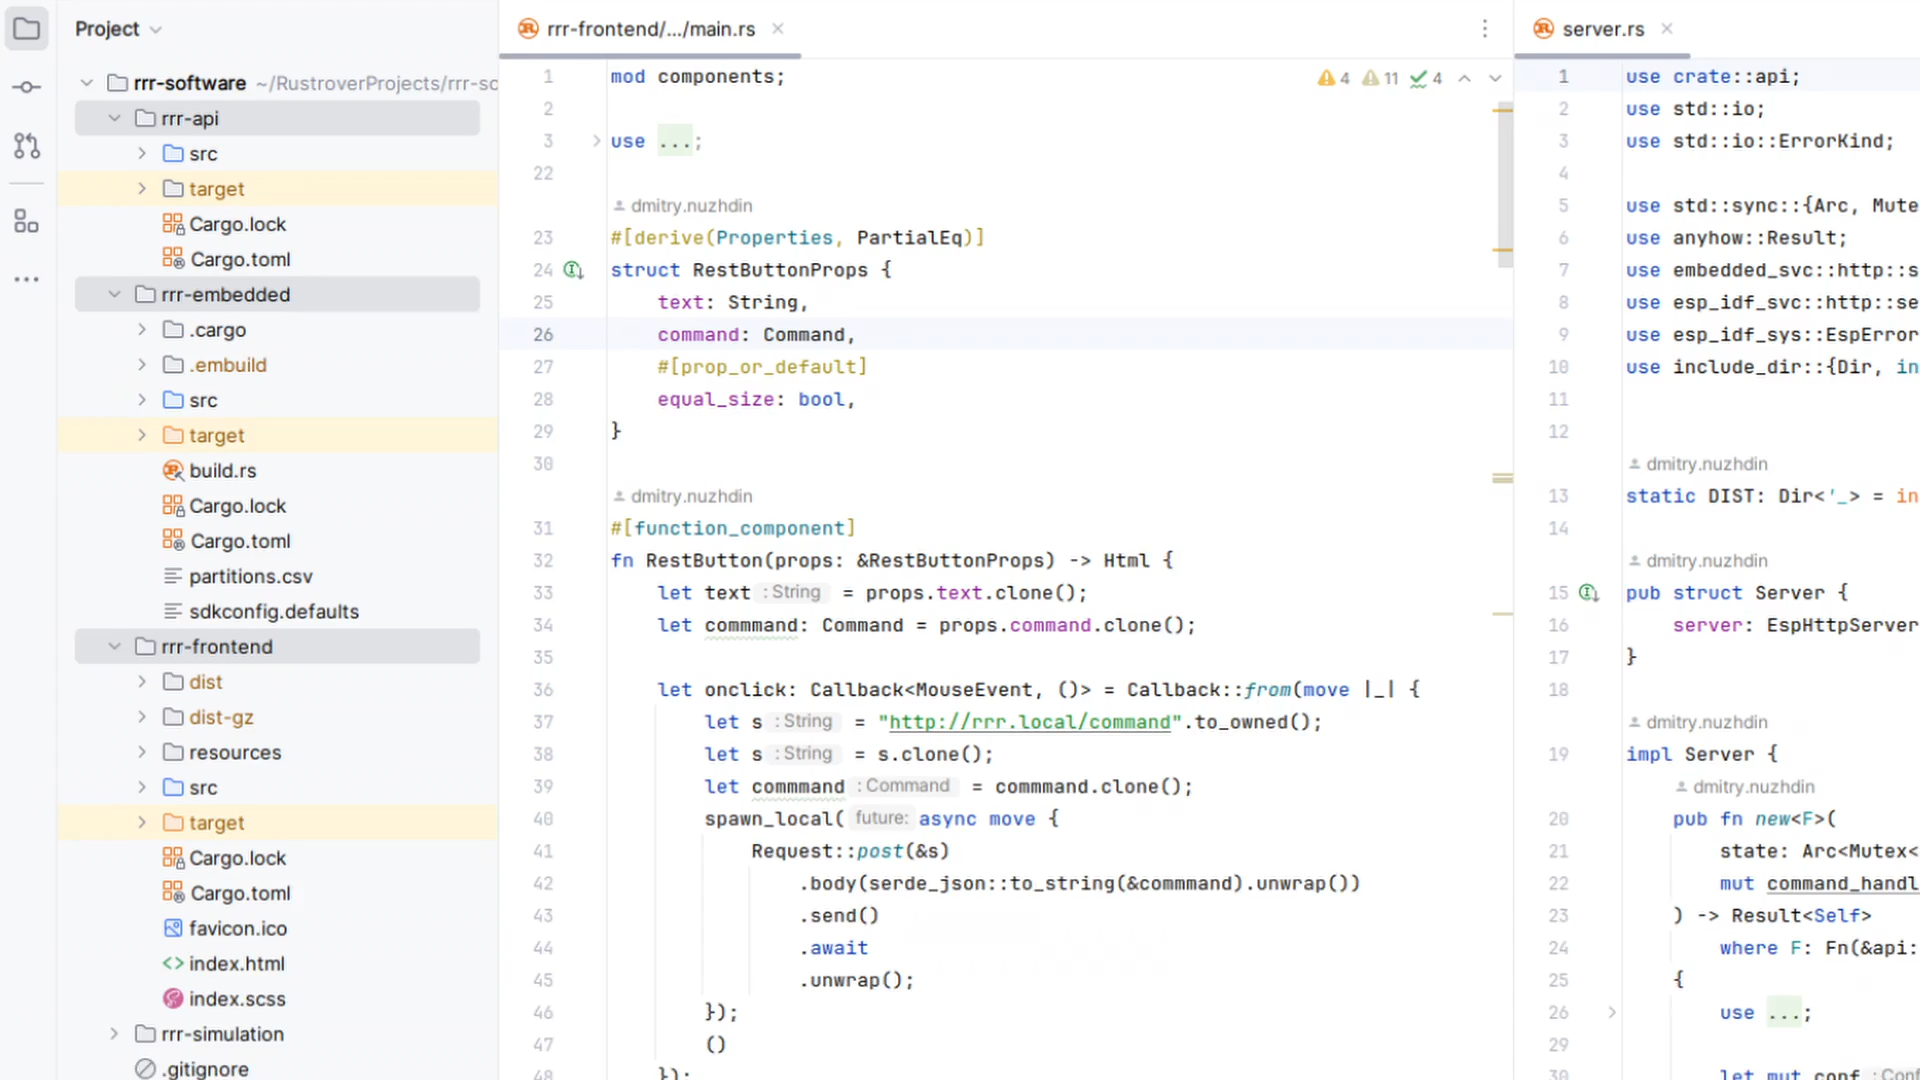 Project
rrr-software ~/RustroverProjects/rrr-sc
rrr-api
src
target
Cargo.lock
Cargo.toml
rrr-embedded
.cargo
.embuild
src
target
build.rs
Cargo.lock
Cargo.toml
partitions.csv
sdkconfig.defaults
rrr-frontend
dist
dist-gz
resources
src
target
Cargo.lock
Cargo.toml
favicon.ico
index.html
index.scss
rrr-simulation
.gitignore
rrr-frontend/.../main.rs
4 11 4
1 mod components;
2
3 use ...;
22
dmitry.nuzhdin
23 #[derive(Properties, PartialEq)]
24 struct RestButtonProps {
25 text: String,
26 command: Command,
27 #[prop_or_default]
28 equal_size: bool,
29 }
30
dmitry.nuzhdin
31 #[function_component]
32 fn RestButton(props: &RestButtonProps) -> Html {
33 let text : String = props.text.clone();
34 let commmand: Command = props.command.clone();
35
36 let onclick: Callback<MouseEvent, ()> = Callback::from(move |_| {
37 let s : String = "http://rrr.local/command".to_owned();
38 let s : String = s.clone();
39 let commmand : Command = commmand.clone();
40 spawn_local( future: async move {
41 Request::post(&s)
42 .body(serde_json::to_string(&commmand).unwrap())
43 .send()
44 .await
45 .unwrap();
46 });
47 ()
48 });
server.rs
1 use crate::api;
2 use std::io;
3 use std::io::ErrorKind;
4
5 use std::sync::{Arc, Mute
6 use anyhow::Result;
7 use embedded_svc::http::s
8 use esp_idf_svc::http::se
9 use esp_idf_sys::EspError
10 use include_dir::{Dir, in
11
12
dmitry.nuzhdin
13 static DIST: Dir<'_> = in
14
dmitry.nuzhdin
15 pub struct Server {
16 server: EspHttpServer
17 }
18
dmitry.nuzhdin
19 impl Server {
dmitry.nuzhdin
20 pub fn new<F>(
21 state: Arc<Mutex<
22 mut command_handl
23 ) -> Result<Self>
24 where F: Fn(&api:
25 {
26 use ...;
29
30 let mut conf : Conf